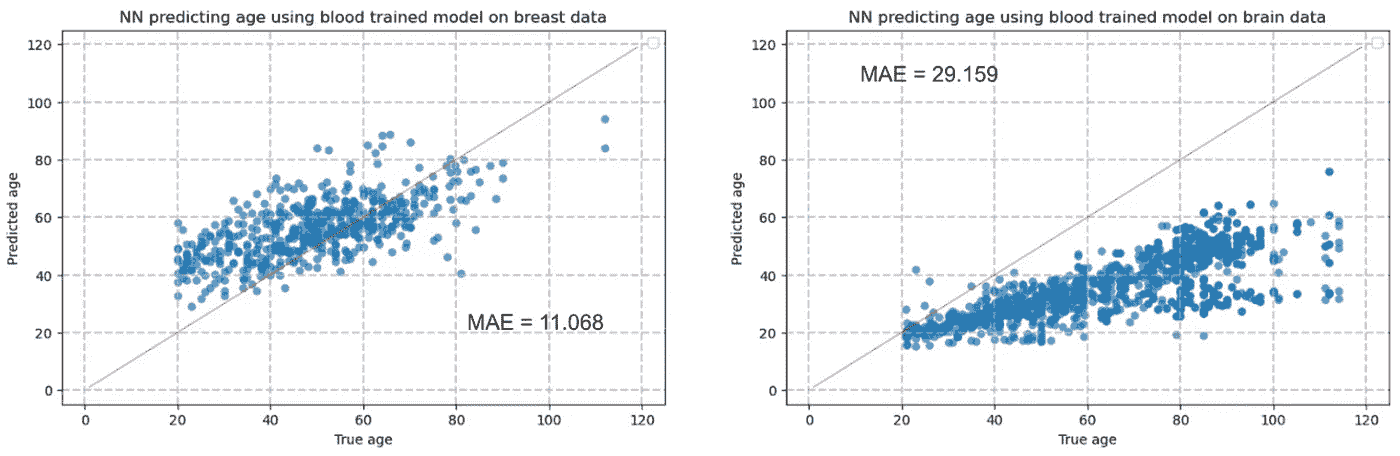 NN predicting age using blood trained model on breast data
120
100
80
60
40
20
0
Predicted age
MAE = 11.068
0 20 40 60 80 100 120
True age
NN predicting age using blood trained model on brain data
120
100
80
60
40
20
0
Predicted age
MAE = 29.159
0 20 40 60 80 100 120
True age